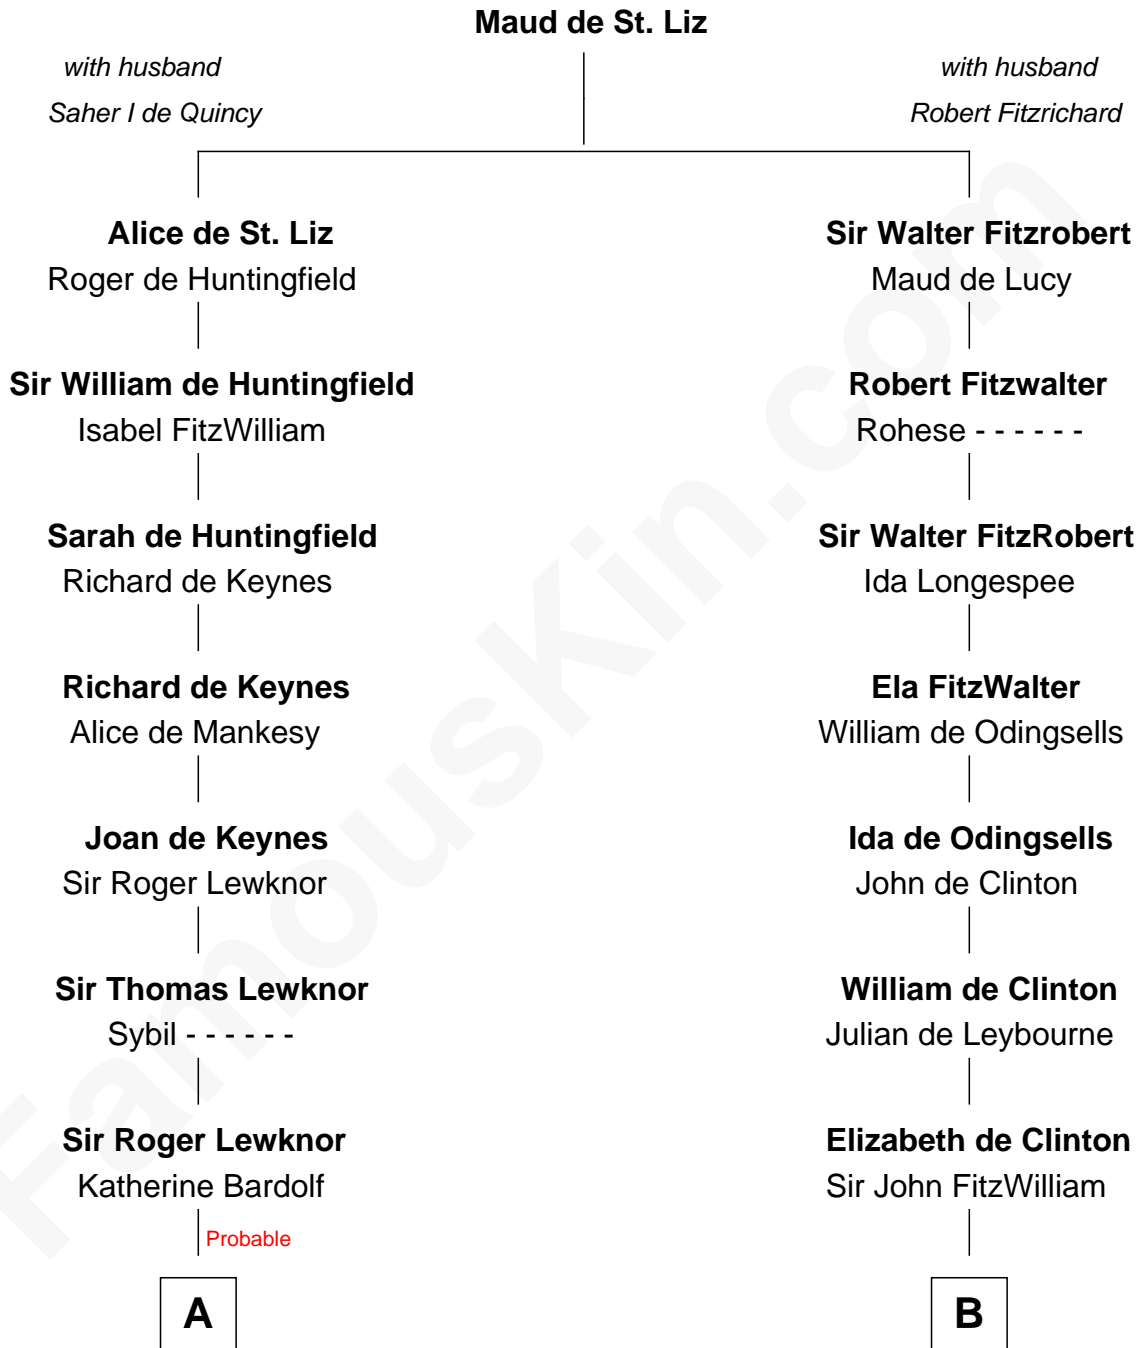 Maud de St. Liz
with husband
Saher I de Quincy
with husband
Robert Fitzrichard
Alice de St. Liz
Roger de Huntingfield
Sir William de Huntingfield
Isabel FitzWilliam
Sarah de Huntingfield
Richard de Keynes
Richard de Keynes
Alice de Mankesy
Joan de Keynes
Sir Roger Lewknor
Sir Thomas Lewknor
Sybil - - - - - -
Sir Roger Lewknor
Katherine Bardolf
Probable
A
Sir Walter Fitzrobert
Maud de Lucy
Robert Fitzwalter
Rohese - - - - - -
Sir Walter FitzRobert
Ida Longespee
Ela FitzWalter
William de Odingsells
Ida de Odingsells
John de Clinton
William de Clinton
Julian de Leybourne
Elizabeth de Clinton
Sir John FitzWilliam
B
FamousKin.com